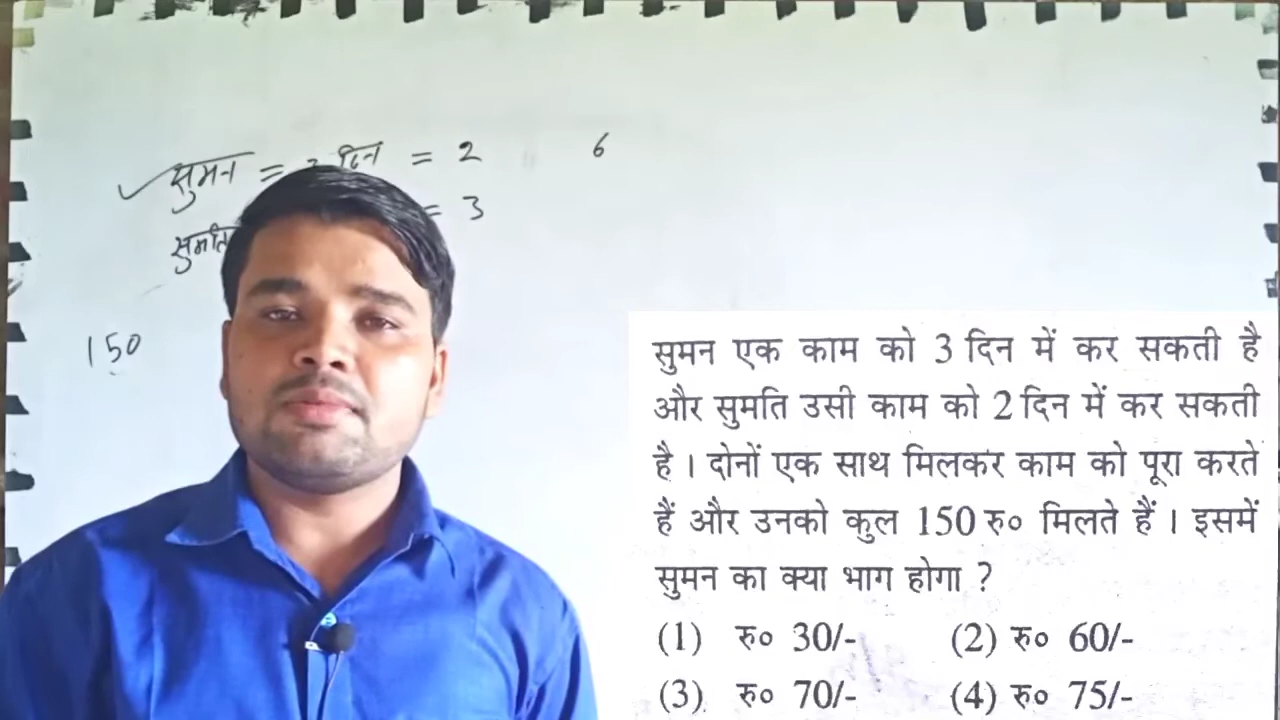 सुमन = दिन = 2 6
सुमति = 3
150
सुमन एक काम को 3 दिन में कर सकती है
और सुमति उसी काम को 2 दिन में कर सकती
है । दोनों एक साथ मिलकर काम को पूरा करते
हैं और उनको कुल 150 रु० मिलते हैं । इसमें
सुमन का क्या भाग होगा ?
(1) रु० 30/- (2) रु० 60/-
(3) रु० 70/- (4) रु० 75/-